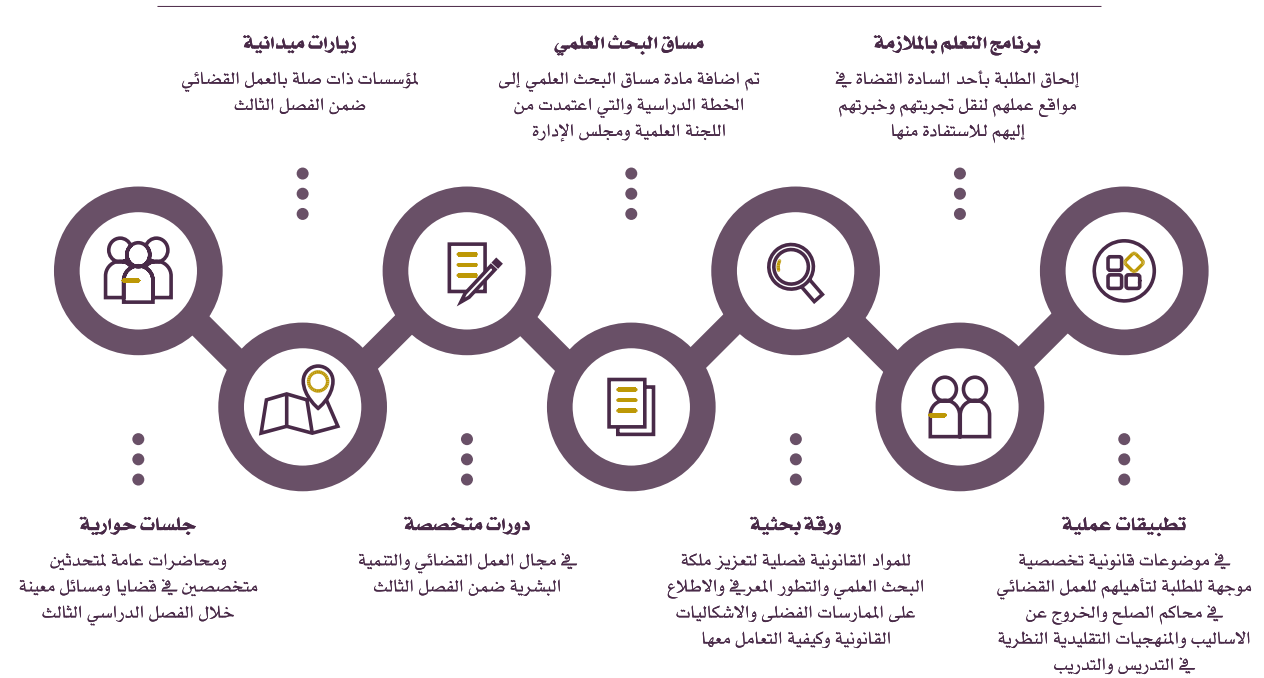 برنامج التعلم بالملازمة
إلحاق الطلبة بأحد السادة القضاة في
مواقع عملهم لنقل تجربتهم وخبرتهم
إليهم للاستفادة منها
مساق البحث العلمي
تم اضافة مادة مساق البحث العلمي إلى
الخطة الدراسية والتي اعتمدت من
اللجنة العلمية ومجلس الإدارة
زيارات ميدانية
لمؤسسات ذات صلة بالعمل القضائي
ضمن الفصل الثالث
تطبيقات عملية
في موضوعات قانونية تخصصية
موجهة للطلبة لتأهيلهم للعمل القضائي
في محاكم الصلح والخروج عن
الاساليب والمنهجيات التقليدية النظرية
في التدريس والتدريب
ورقة بحثية
للمواد القانونية فصلية لتعزيز ملكة
البحث العلمي والتطور المعرفي والاطلاع
على الممارسات الفضلى والاشكاليات
القانونية وكيفية التعامل معها
دورات متخصصة
في مجال العمل القضائي والتنمية
البشرية ضمن الفصل الثالث
جلسات حوارية
ومحاضرات عامة لمتحدثين
متخصصين في قضايا ومسائل معينة
خلال الفصل الدراسي الثالث